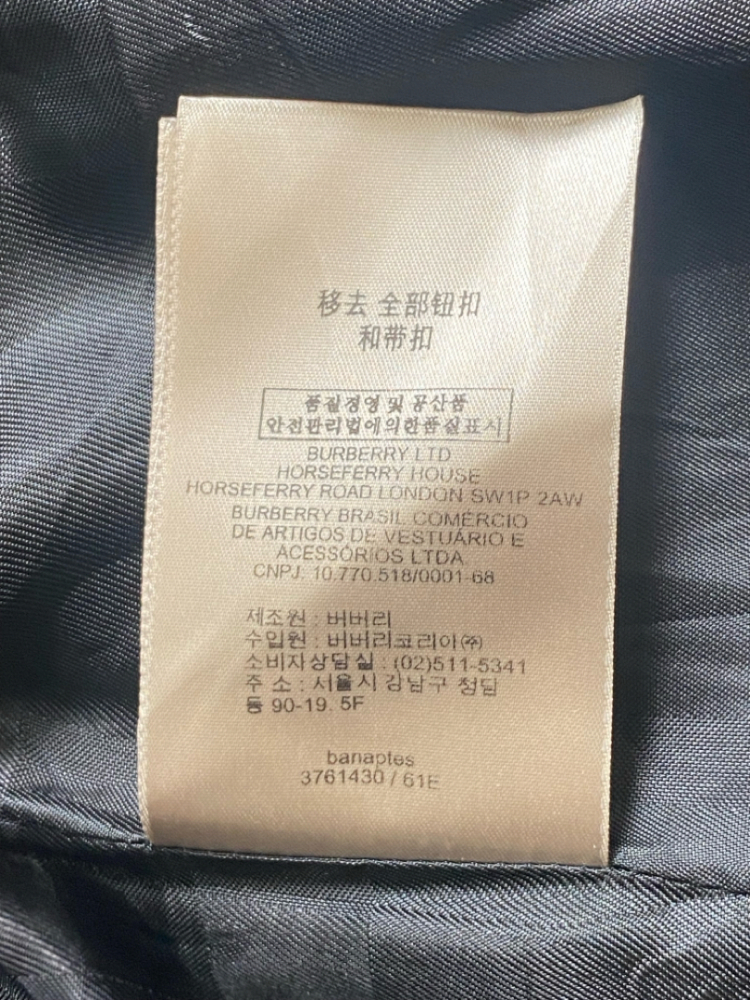 移去 全部钮扣
和带扣
품질경영 및 공산품
안전관리법에의한품질표시
BURBERRY LTD
HORSEFERRY HOUSE
HORSEFERRY ROAD LONDON SW1P 2AW
BURBERRY BRASIL COMÉRCIO
DE ARTIGOS DE VESTUÁRIO E
ACESSÓRIOS LTDA
CNPJ. 10.770.518/0001-68
제조원 : 버버리
수입원 : 버버리코리아㈜
소비자상담실 : (02)511-5341
주 소 : 서울시 강남구 청담
동 90-19. 5F
banaptes
3761430 / 61E